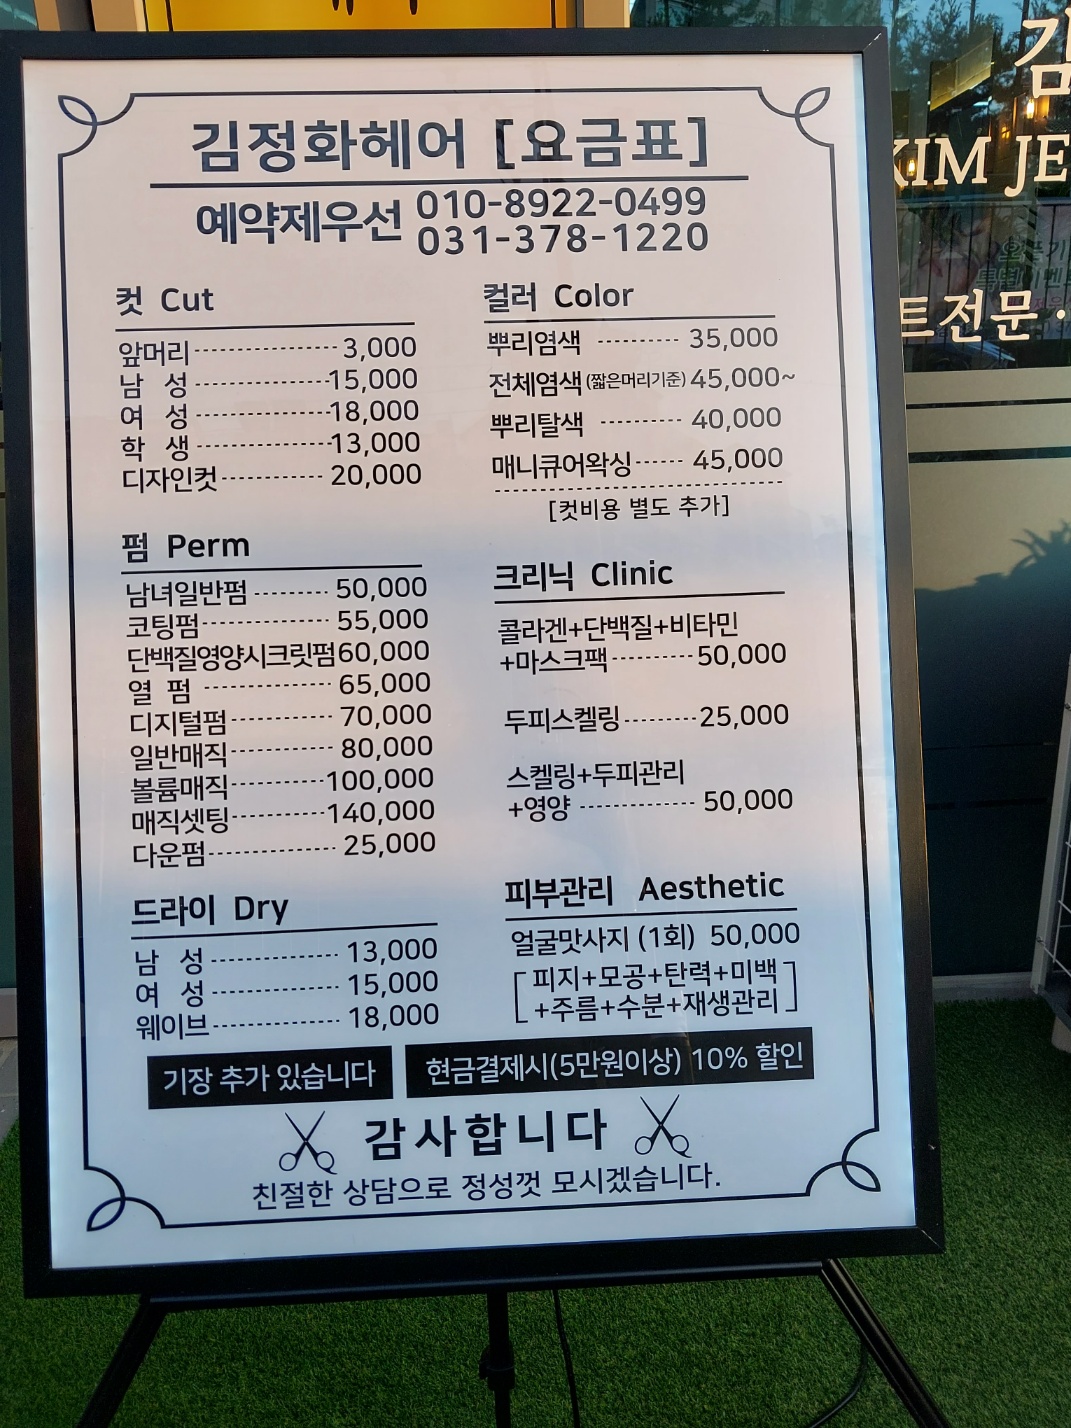 김정화헤어 [요금표]
예약제우선 010-8922-0499
031-378-1220
컷 Cut
앞머리 3,000
남 성 15,000
여 성 18,000
학 생 13,000
디자인컷 20,000
펌 Perm
남녀일반펌 50,000
코팅펌 55,000
단백질영양시크릿펌60,000
열 펌 65,000
디지털펌 70,000
일반매직 80,000
볼륨매직 100,000
매직셋팅 140,000
다운펌 25,000
드라이 Dry
남 성 13,000
여 성 15,000
웨이브 18,000
컬러 Color
뿌리염색 35,000
전체염색(짧은머리기준)45,000~
뿌리탈색 40,000
매니큐어왁싱 45,000
[컷비용 별도 추가]
크리닉 Clinic
콜라겐+단백질+비타민
+마스크팩 50,000
두피스켈링 25,000
스켈링+두피관리
+영양 50,000
피부관리 Aesthetic
얼굴맛사지 (1회) 50,000
[피지+모공+탄력+미백
+주름+수분+재생관리]
기장 추가 있습니다
현금결제시(5만원이상) 10% 할인
감사합니다
친절한 상담으로 정성껏 모시겠습니다.
김
KIM JE
트전문·